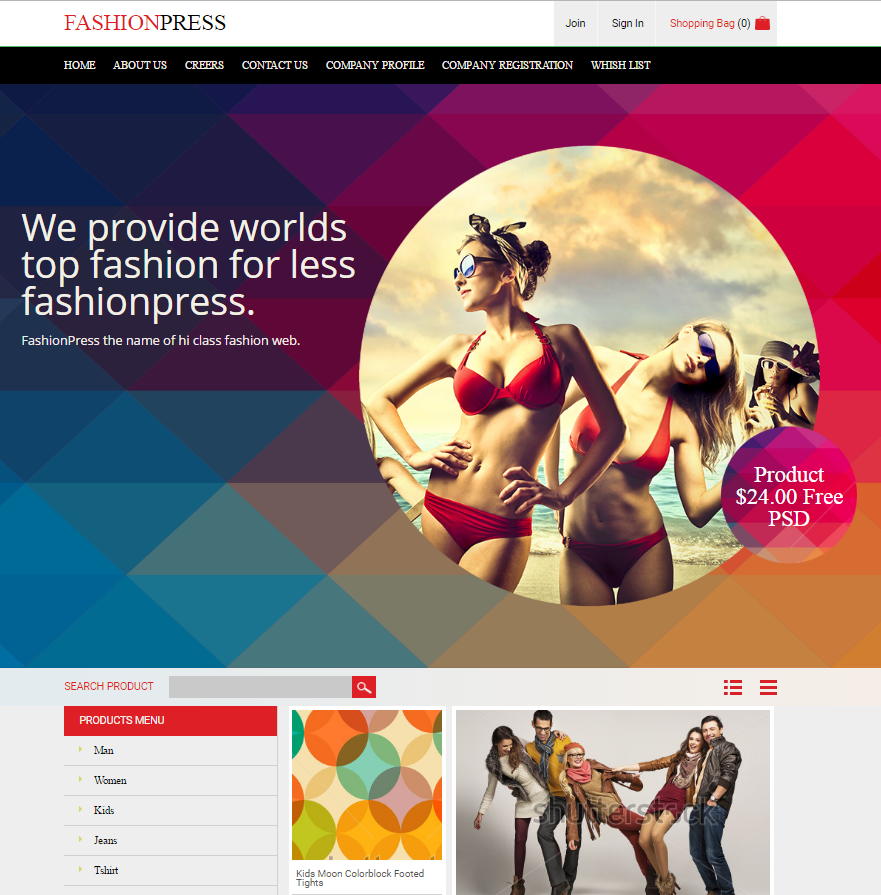 FASHIONPRESS
Join
Sign In
Shopping Bag (0)
HOME
ABOUT US
CREERS
CONTACT US
COMPANY PROFILE
COMPANY REGISTRATION
WHISH LIST
We provide worlds
top fashion for less
fashionpress.
FashionPress the name of hi class fashion web.
Product
$24.00 Free
PSD
SEARCH PRODUCT
PRODUCTS MENU
Man
Women
Kids
Jeans
Tshirt
Kids Moon Colorblock Footed
Tights
shutterstock